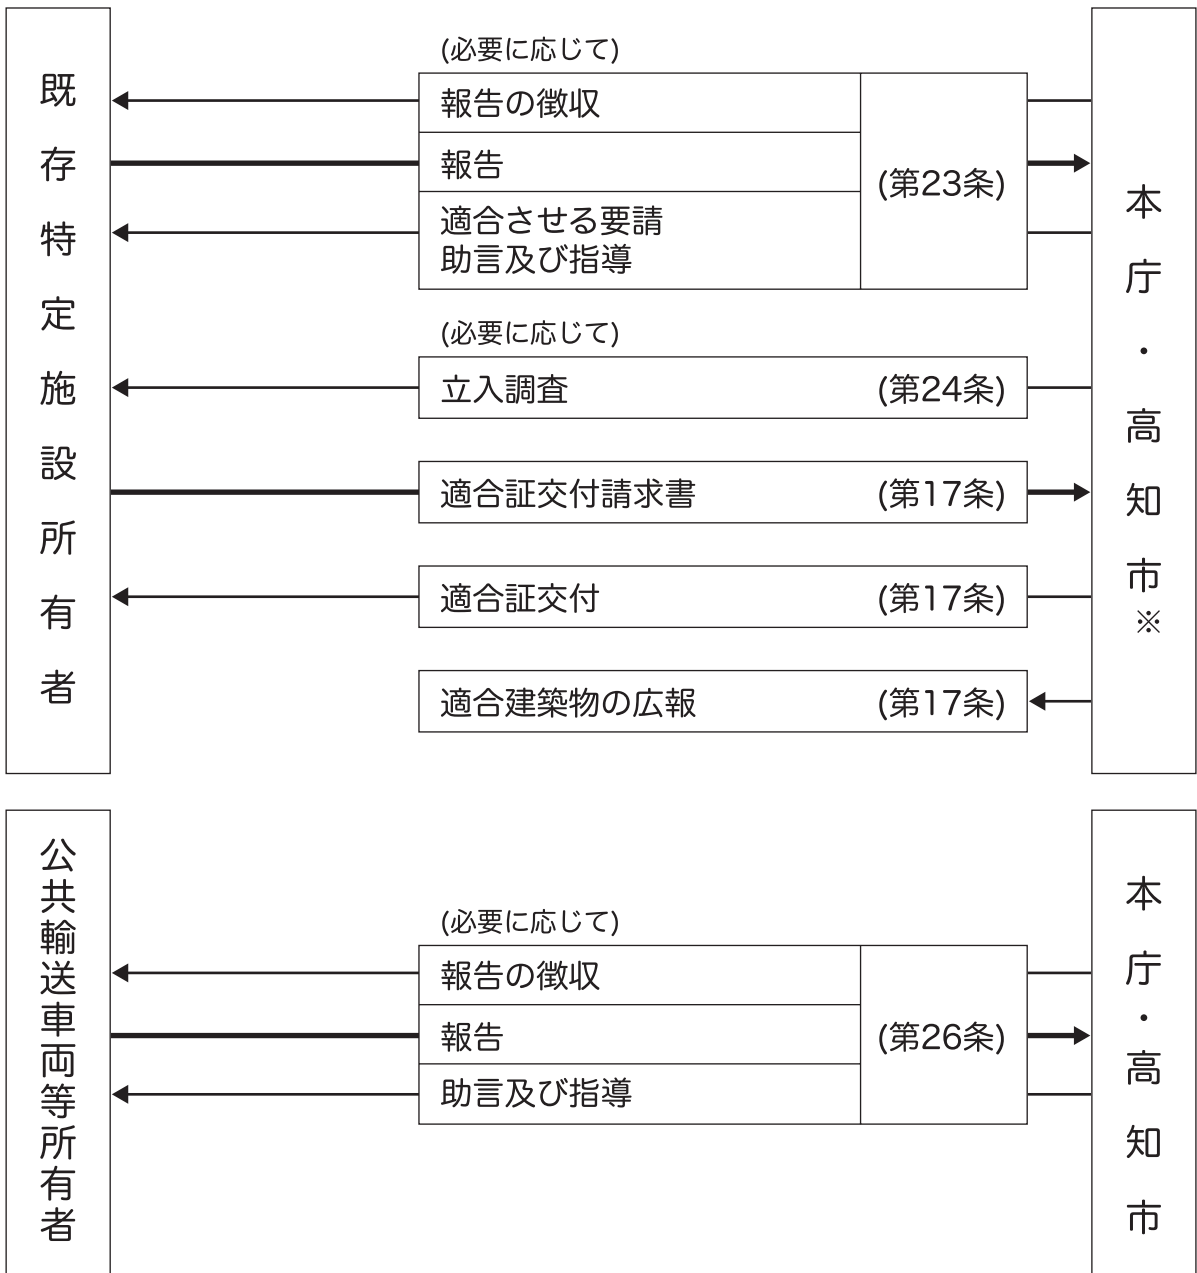 既存特定施設所有者
(必要に応じて)
報告の徴収
報告
適合させる要請
助言及び指導
(第23条)
(必要に応じて)
立入調査 (第24条)
適合証交付請求書 (第17条)
適合証交付 (第17条)
適合建築物の広報 (第17条)
本庁・高知市※
公共輸送車両等所有者
(必要に応じて)
報告の徴収
報告
助言及び指導
(第26条)
本庁・高知市